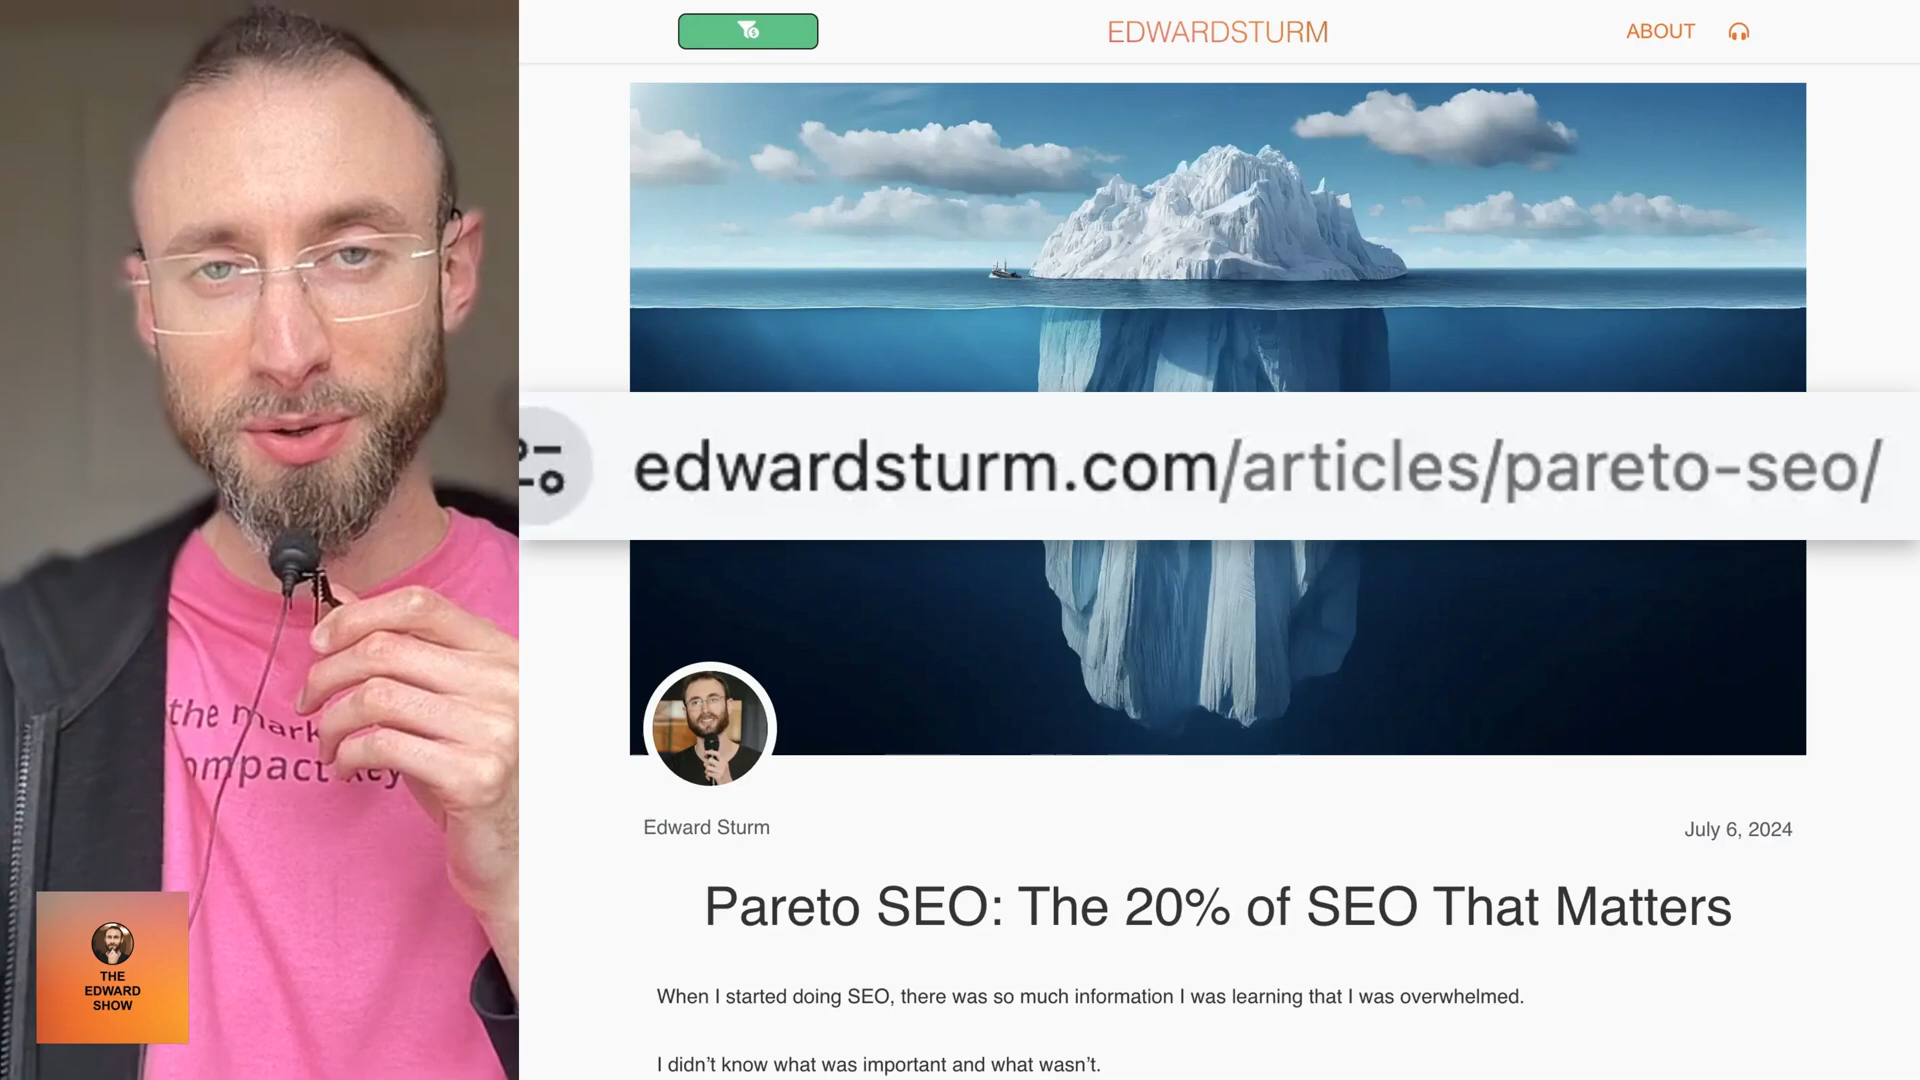 EDWARDSTURM
ABOUT
edwardsturm.com/articles/pareto-seo/
the mark
ompact key
THE
EDWARD
SHOW
Edward Sturm
July 6, 2024
Pareto SEO: The 20% of SEO That Matters
When I started doing SEO, there was so much information I was learning that I was overwhelmed.
I didn’t know what was important and what wasn’t.